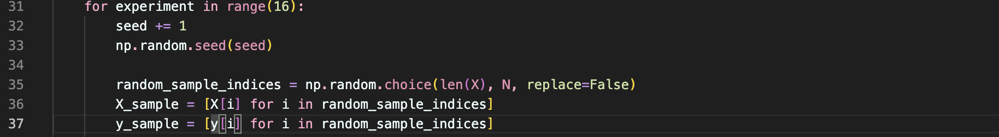 31 for experiment in range(16):
32 seed += 1
33 np.random.seed(seed)
34
35 random_sample_indices = np.random.choice(len(X), N, replace=False)
36 X_sample = [X[i] for i in random_sample_indices]
37 y_sample = [y[i] for i in random_sample_indices]